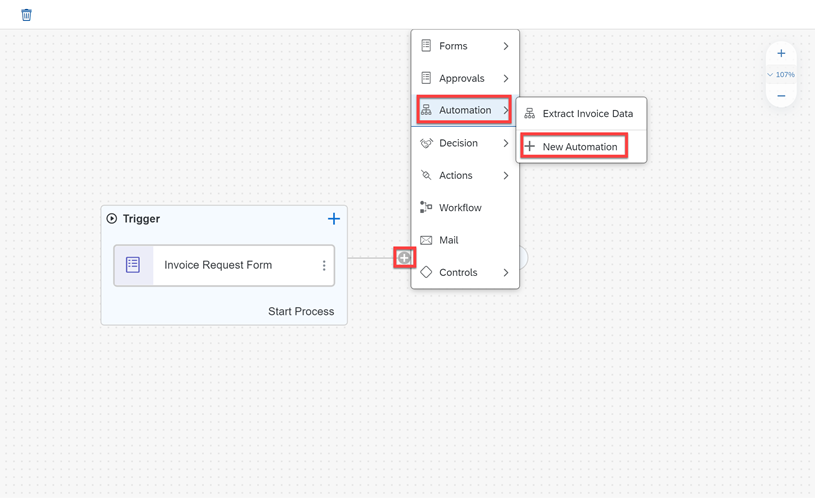 Forms
Approvals
Automation
Decision
Actions
Workflow
Mail
Controls
Extract Invoice Data
New Automation
107%
Trigger
Invoice Request Form
Start Process